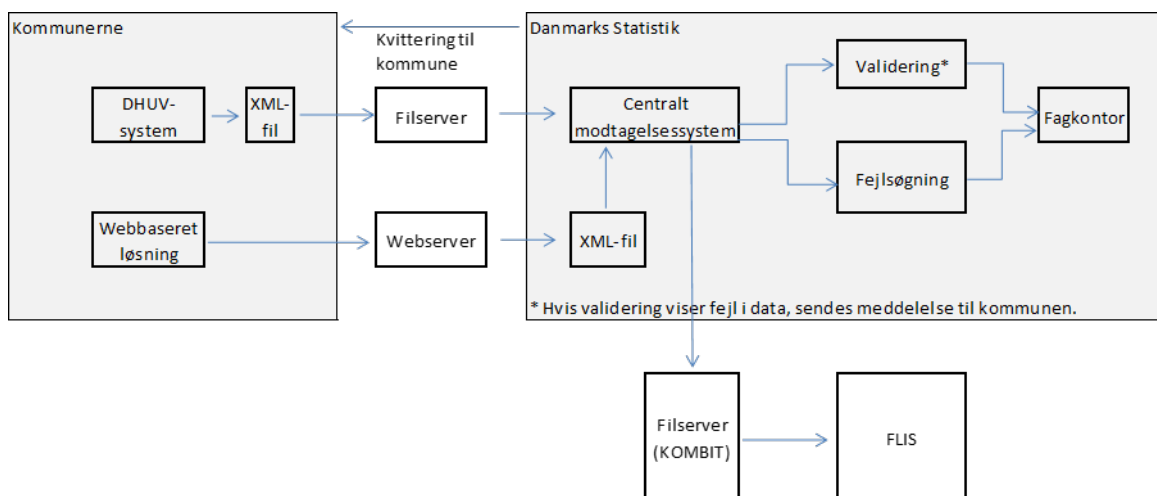 Kommunerne
Kvittering til
kommune
Danmarks Statistik
DHUV-
system
XML-
fil
Filserver
Centralt
modtagelsessystem
Validering*
Fagkontor
Fejlsøgning
Webbaseret
løsning
Webserver
XML-fil
* Hvis validering viser fejl i data, sendes meddelelse til kommunen.
Filserver
(KOMBIT)
FLIS